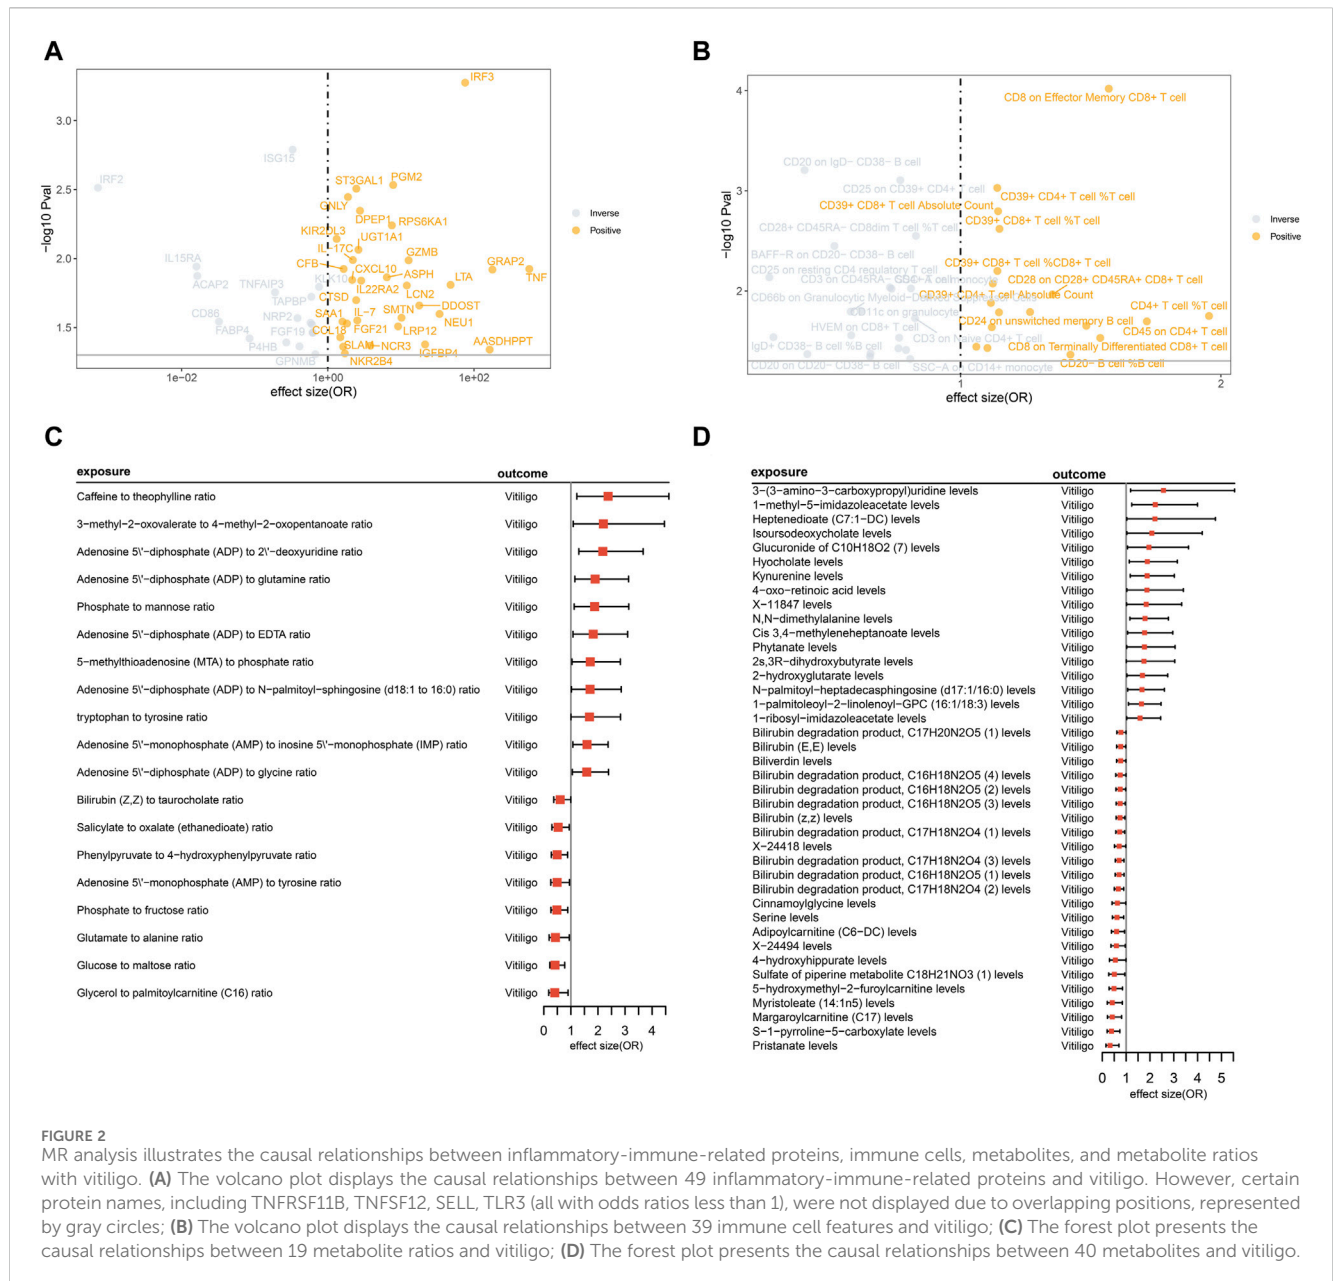 A
IRF3
3.0
ISG15
IRF2
2.5
ST3GAL1
PGM2
GNLY
DPEP1
RPS6KA1
KIR2DL3
UGT1A1
IL-17C
GZMB
IL15RA
2.0
CFB
CXCL10
GRAP2
ACAP2
TNFAIP3
KLK10
ASPH
LTA
TNF
IL22RA2
LCN2
TAPBP
CTSD
DDOST
CD68
NRP2
SAA1
IL-7
SMTN
NEU1
FABP4
FGF19
CCL18
FGF21
LRP12
1.5
P4HB
SLAM
NCR3
IGFBP4
AASDHPPT
GPNMB
NKR2B4
−log10 Pval
1e−02
1e+00
1e+02
effect size(OR)
Inverse
Positive
B
4
CD8 on Effector Memory CD8+ T cell
CD20 on IgD− CD38− B cell
3
CD25 on CD39+ CD4+ T cell
CD39+ CD4+ T cell %T cell
CD39+ CD8+ T cell Absolute Count
CD39+ CD8+ T cell %T cell
CD28+ CD45RA− CD8dim T cell %T cell
BAFF−R on CD20− CD38− B cell
CD39+ CD8+ T cell %CD8+ T cell
CD25 on resting CD4 regulatory T cell
CD28 on CD28+ CD45RA+ CD8+ T cell
2
CD39+ CD4+ T cell Absolute Count
CD4+ T cell %T cell
CD11c on granulocyte
CD24 on unswitched memory B cell
HVEM on CD8+ T cell
CD45 on CD4+ T cell
CD3 on Naive CD4+ T cell
IgD+ CD38− B cell %B cell
CD8 on Terminally Differentiated CD8+ T cell
CD20 on CD20− CD38− B cell
SSC−A on CD14+ monocyte
CD20− B cell %B cell
−log10 Pval
1
2
effect size(OR)
Inverse
Positive
C
exposure outcome
Caffeine to theophylline ratio Vitiligo
3−methyl−2−oxovalerate to 4−methyl−2−oxopentanoate ratio Vitiligo
Adenosine 5\'−diphosphate (ADP) to 2\'−deoxyuridine ratio Vitiligo
Adenosine 5\'−diphosphate (ADP) to glutamine ratio Vitiligo
Phosphate to mannose ratio Vitiligo
Adenosine 5\'−diphosphate (ADP) to EDTA ratio Vitiligo
5−methylthioadenosine (MTA) to phosphate ratio Vitiligo
Adenosine 5\'−diphosphate (ADP) to N−palmitoyl−sphingosine (d18:1 to 16:0) ratio Vitiligo
tryptophan to tyrosine ratio Vitiligo
Adenosine 5\'−monophosphate (AMP) to inosine 5\'−monophosphate (IMP) ratio Vitiligo
Adenosine 5\'−diphosphate (ADP) to glycine ratio Vitiligo
Bilirubin (Z,Z) to taurocholate ratio Vitiligo
Salicylate to oxalate (ethanedioate) ratio Vitiligo
Phenylpyruvate to 4−hydroxyphenylpyruvate ratio Vitiligo
Adenosine 5\'−monophosphate (AMP) to tyrosine ratio Vitiligo
Phosphate to fructose ratio Vitiligo
Glutamate to alanine ratio Vitiligo
Glucose to maltose ratio Vitiligo
Glycerol to palmitoylcarnitine (C16) ratio Vitiligo
0 1 2 3 4
effect size(OR)
D
exposure outcome
3−(3−amino−3−carboxypropyl)uridine levels Vitiligo
1−methyl−5−imidazoleacetate levels Vitiligo
Heptenedioate (C7:1−DC) levels Vitiligo
Isoursodeoxycholate levels Vitiligo
Glucuronide of C10H18O2 (7) levels Vitiligo
Hyocholate levels Vitiligo
Kynurenine levels Vitiligo
4−oxo−retinoic acid levels Vitiligo
X−11847 levels Vitiligo
N,N−dimethylalanine levels Vitiligo
Cis 3,4−methyleneheptanoate levels Vitiligo
Phytanate levels Vitiligo
2s,3R−dihydroxybutyrate levels Vitiligo
2−hydroxyglutarate levels Vitiligo
N−palmitoyl−heptadecasphingosine (d17:1/16:0) levels Vitiligo
1−palmitoleoyl−2−linolenoyl−GPC (16:1/18:3) levels Vitiligo
1−ribosyl−imidazoleacetate levels Vitiligo
Bilirubin degradation product, C17H20N2O5 (1) levels Vitiligo
Bilirubin (E,E) levels Vitiligo
Biliverdin levels Vitiligo
Bilirubin degradation product, C16H18N2O5 (4) levels Vitiligo
Bilirubin degradation product, C16H18N2O5 (2) levels Vitiligo
Bilirubin degradation product, C16H18N2O5 (3) levels Vitiligo
Bilirubin (z,z) levels Vitiligo
Bilirubin degradation product, C17H18N2O4 (1) levels Vitiligo
X−24418 levels Vitiligo
Bilirubin degradation product, C17H18N2O4 (3) levels Vitiligo
Bilirubin degradation product, C16H18N2O5 (1) levels Vitiligo
Bilirubin degradation product, C17H18N2O4 (2) levels Vitiligo
Cinnamoylglycine levels Vitiligo
Serine levels Vitiligo
Adipoylcarnitine (C6−DC) levels Vitiligo
X−24494 levels Vitiligo
4−hydroxyhippurate levels Vitiligo
Sulfate of piperine metabolite C18H21NO3 (1) levels Vitiligo
5−hydroxymethyl−2−furoylcarnitine levels Vitiligo
Myristoleate (14:1n5) levels Vitiligo
Margaroylcarnitine (C17) levels Vitiligo
S−1−pyrroline−5−carboxylate levels Vitiligo
Pristanate levels Vitiligo
0 1 2 3 4 5
effect size(OR)
FIGURE 2
MR analysis illustrates the causal relationships between inflammatory-immune-related proteins, immune cells, metabolites, and metabolite ratios
with vitiligo. (A) The volcano plot displays the causal relationships between 49 inflammatory-immune-related proteins and vitiligo. However, certain
protein names, including TNFRSF11B, TNFSF12, SELL, TLR3 (all with odds ratios less than 1), were not displayed due to overlapping positions, represented
by gray circles; (B) The volcano plot displays the causal relationships between 39 immune cell features and vitiligo; (C) The forest plot presents the
causal relationships between 19 metabolite ratios and vitiligo; (D) The forest plot presents the causal relationships between 40 metabolites and vitiligo.